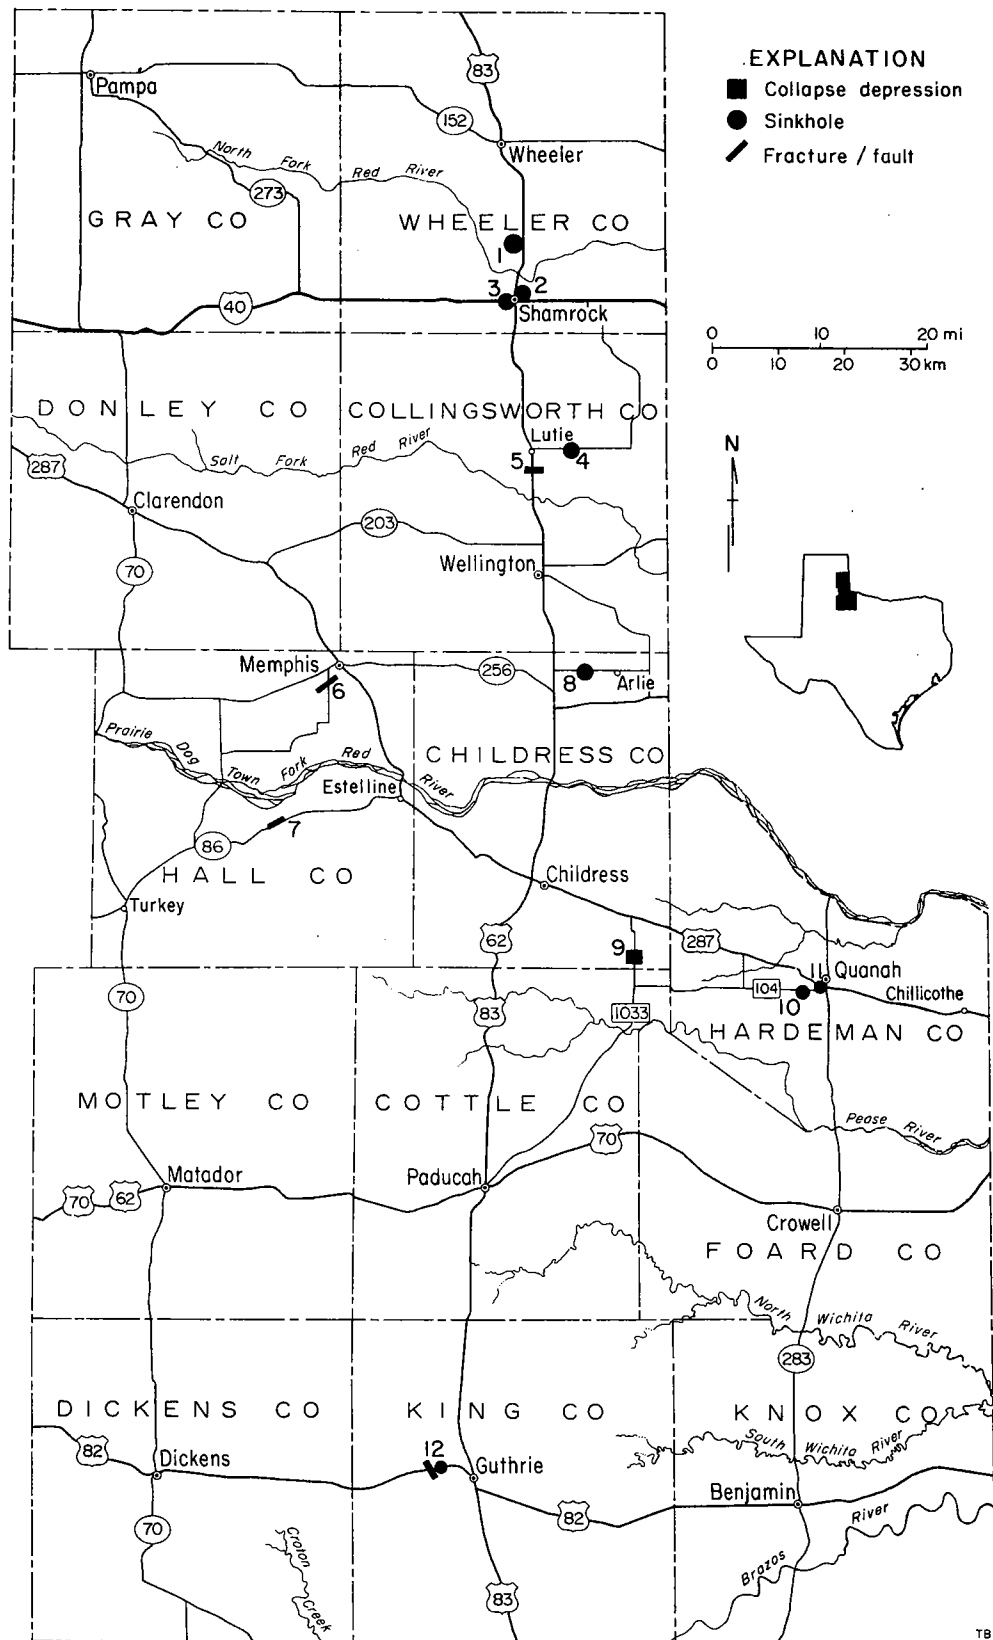 EXPLANATION
Collapse depression
Sinkhole
Fracture / fault
83
Pampa
152
Wheeler
North Fork Red River
273
GRAY CO
WHEELER CO
1
2
3
40
Shamrock
0 10 20 mi
0 10 20 30 km
DONLEY CO
COLLINGSWORTH CO
Lutie
4
5
Salt Fork Red River
287
N
Clarendon
203
70
Wellington
Memphis
256
8
Arlie
6
Prairie Dog Town Fork Red River
CHILDRESS CO
Estelline
7
86
HALL CO
Childress
Turkey
62
9
287
11
Quanah
70
83
104
10
Chillicothe
1033
HARDEMAN CO
MOTLEY CO
COTTLE CO
70
Pease River
Matador
Paducah
70
62
Crowell
FOARD CO
North Wichita River
283
DICKENS CO
KING CO
KNOX CO
82
South Wichita River
Dickens
12
Guthrie
Benjamin
82
70
Brazos River
Croton Creek
83
TB